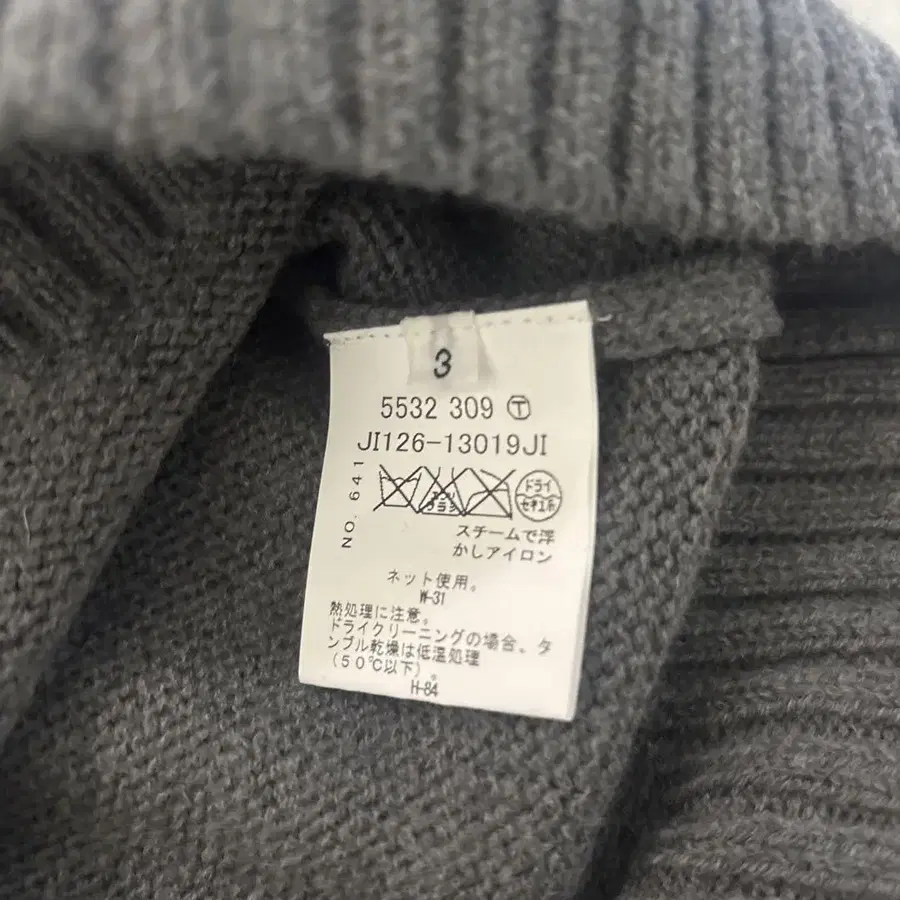 3
5532 309 Ⓣ
JI126-13019JI
NO. 641
ドライ
セキユ系
スチームで浮
かしアイロン
ネット使用。
W-31
熱処理に注意。
ドライクリーニングの場合、タ
ンブル乾燥は低温処理
(50℃以下)。
H-84